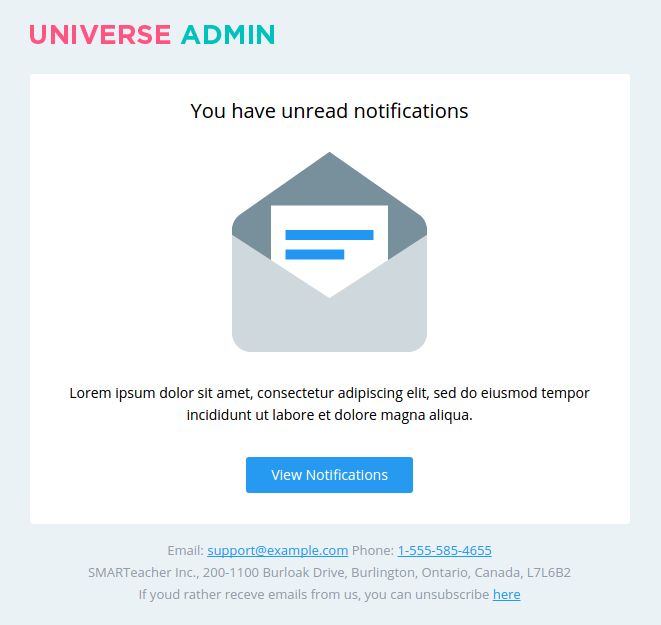 UNIVERSE ADMIN
You have unread notifications
Lorem ipsum dolor sit amet, consectetur adipiscing elit, sed do eiusmod tempor
incididunt ut labore et dolore magna aliqua.
View Notifications
Email: support@example.com Phone: 1-555-585-4655
SMARTeacher Inc., 200-1100 Burloak Drive, Burlington, Ontario, Canada, L7L6B2
If youd rather receve emails from us, you can unsubscribe here